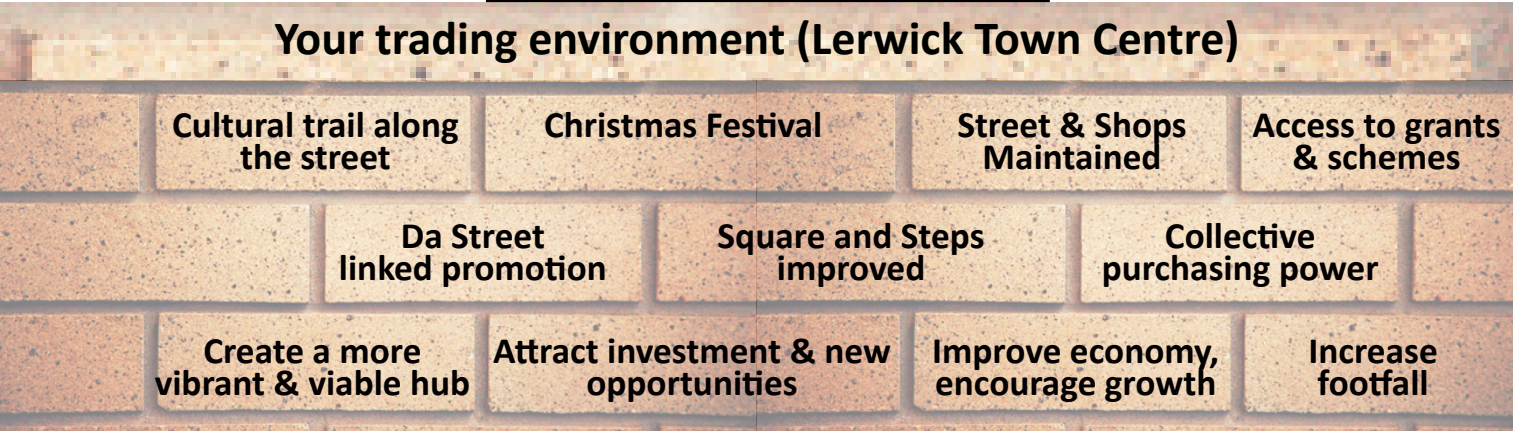 Your trading environment (Lerwick Town Centre)
Cultural trail along
the street
Christmas Festival
Street & Shops
Maintained
Access to grants
& schemes
Da Street
linked promotion
Square and Steps
improved
Collective
purchasing power
Create a more
vibrant & viable hub
Attract investment & new
opportunities
Improve economy,
encourage growth
Increase
footfall